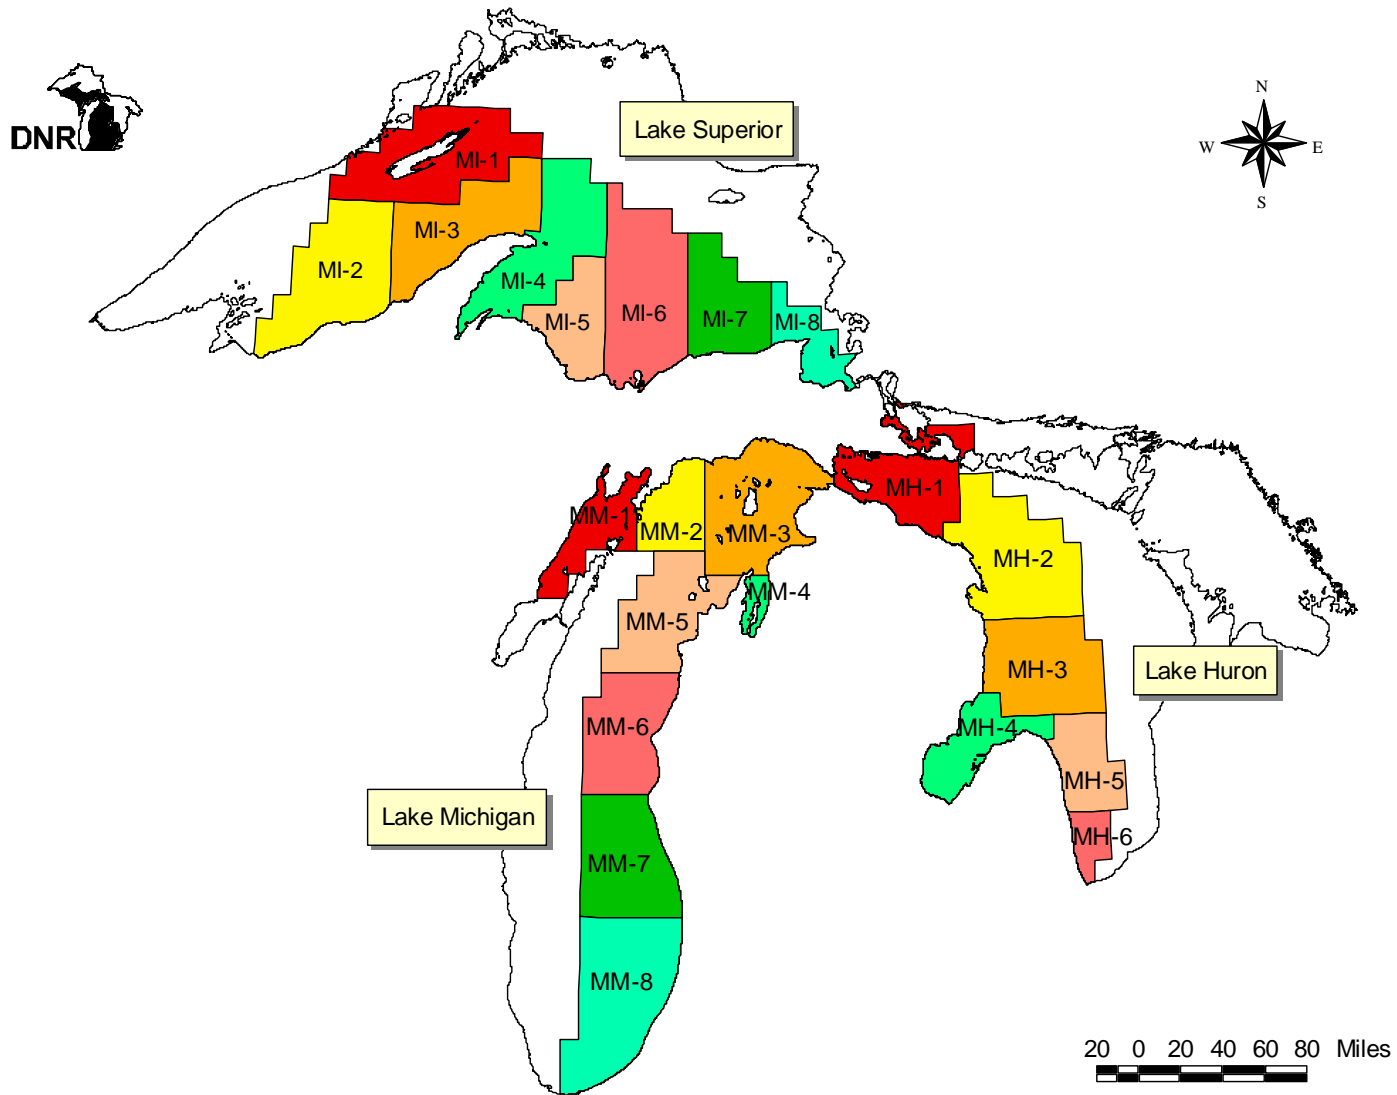 N
Lake Superior
DNR
W E
MI-1
S
MI-3
MI-2
MI-4
MI-5
MI-6
MI-7
MI-8
MH-1
MM-1
MM-2
MM-3
MH-2
MM-4
MM-5
MH-3
Lake Huron
MM-6
MH-4
MH-5
Lake Michigan
MH-6
MM-7
MM-8
20 0 20 40 60 80 Miles